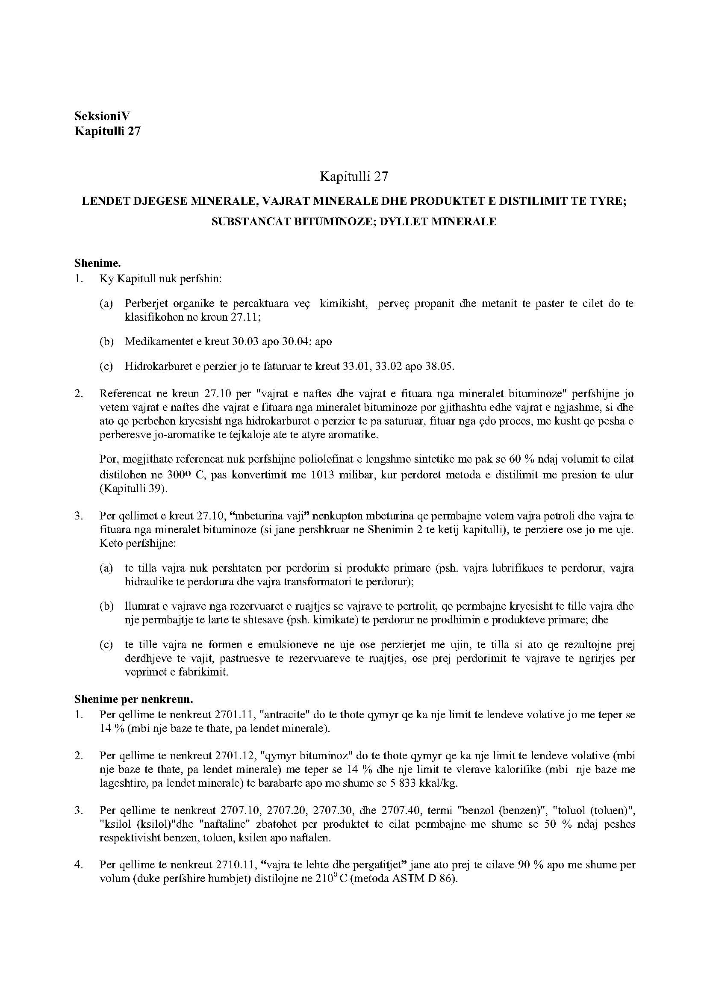 SeksioniV
Kapitulli 27
Kapitulli 27
LENDET DJEGESE MINERALE, VAJRAT MINERALE DHE PRODUKTET E DISTILIMIT TE TYRE;
SUBSTANCAT BITUMINOZE; DYLLET MINERALE
Shenime.
1. Ky Kapitull nuk perfshin:
(a) Perberjet organike te percaktuara veç kimikisht, perveç propanit dhe metanit te paster te cilet do te
klasifikohen ne kreun 27.11;
(b) Medikamentet e kreut 30.03 apo 30.04; apo
(c) Hidrokarburet e perzier jo te faturuar te kreut 33.01, 33.02 apo 38.05.
2. Referencat ne kreun 27.10 per "vajrat e naftes dhe vajrat e fituara nga mineralet bituminoze" perfshijne jo
vetem vajrat e naftes dhe vajrat e fituara nga mineralet bituminoze por gjithashtu edhe vajrat e ngjashme, si dhe
ato qe perbehen kryesisht nga hidrokarburet e perzier te pa saturuar, fituar nga çdo proces, me kusht qe pesha e
perberesve jo-aromatike te tejkaloje ate te atyre aromatike.
Por, megjithate referencat nuk perfshijne poliolefinat e lengshme sintetike me pak se 60 % ndaj volumit te cilat
distilohen ne 300º C, pas konvertimit me 1013 milibar, kur perdoret metoda e distilimit me presion te ulur
(Kapitulli 39).
3. Per qellimet e kreut 27.10, “mbeturina vaji” nenkupton mbeturina qe permbajne vetem vajra petroli dhe vajra te
fituara nga mineralet bituminoze (si jane pershkruar ne Shenimin 2 te ketij kapitulli), te perziere ose jo me uje.
Keto perfshijne:
(a) te tilla vajra nuk pershtaten per perdorim si produkte primare (psh. vajra lubrifikues te perdorur, vajra
hidraulike te perdorura dhe vajra transformatori te perdorur);
(b) llumrat e vajrave nga rezervuaret e ruajtjes se vajrave te pertrolit, qe permbajne kryesisht te tille vajra dhe
nje permbajtje te larte te shtesave (psh. kimikate) te perdorur ne prodhimin e produkteve primare; dhe
(c) te tille vajra ne formen e emulsioneve ne uje ose perzierjet me ujin, te tilla si ato qe rezultojne prej
derdhjeve te vajit, pastruesve te rezervuareve te ruajtjes, ose prej perdorimit te vajrave te ngrirjes per
veprimet e fabrikimit.
Shenime per nenkreun.
1. Per qellime te nenkreut 2701.11, "antracite" do te thote qymyr qe ka nje limit te lendeve volative jo me teper se
14 % (mbi nje baze te thate, pa lendet minerale).
2. Per qellime te nenkreut 2701.12, "qymyr bituminoz" do te thote qymyr qe ka nje limit te lendeve volative (mbi
nje baze te thate, pa lendet minerale) me teper se 14 % dhe nje limit te vlerave kalorifike (mbi nje baze me
lageshtire, pa lendet minerale) te barabarte apo me shume se 5 833 kkal/kg.
3. Per qellime te nenkreut 2707.10, 2707.20, 2707.30, dhe 2707.40, termi "benzol (benzen)", "toluol (toluen)",
"ksilol (ksilol)"dhe "naftaline" zbatohet per produktet te cilat permbajne me shume se 50 % ndaj peshes
respektivisht benzen, toluen, ksilen apo naftalen.
4. Per qellime te nenkreut 2710.11, “vajra te lehte dhe pergatitjet” jane ato prej te cilave 90 % apo me shume per
volum (duke perfshire humbjet) distilojne ne 210⁰ C (metoda ASTM D 86).